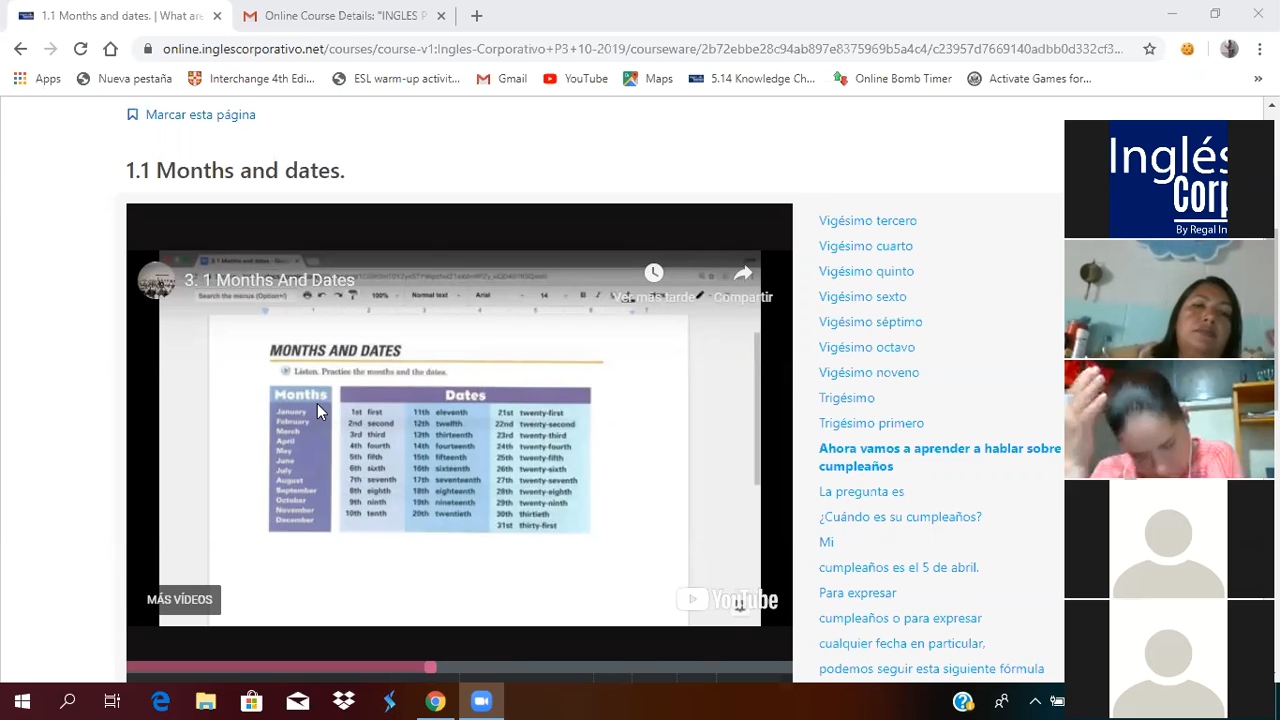 1.1 Months and dates. | What are
Online Course Details: "INGLES P
online.inglescorporativo.net/courses/course-v1:Ingles-Corporativo+P3+10-2019/courseware/2b72ebbe28c94ab897e8375969b5a4c4/c23957d7669140adbb0d332cf3...
Apps
Nueva pestaña
Interchange 4th Edi...
ESL warm-up activit...
Gmail
YouTube
Maps
5.14 Knowledge Ch...
Online Bomb Timer
Activate Games for...
Marcar esta página
1.1 Months and dates.
3. 1 Months And Dates
Ver más tarde
Compartir
Search the menus (Option+/)
100%
Normal text
Arial
14
MONTHS AND DATES
Listen. Practice the months and the dates.
Months
Dates
January 1st first 11th eleventh 21st twenty-first
February 2nd second 12th twelfth 22nd twenty-second
March 3rd third 13th thirteenth 23rd twenty-third
April 4th fourth 14th fourteenth 24th twenty-fourth
May 5th fifth 15th fifteenth 25th twenty-fifth
June 6th sixth 16th sixteenth 26th twenty-sixth
July 7th seventh 17th seventeenth 27th twenty-seventh
August 8th eighth 18th eighteenth 28th twenty-eighth
September 9th ninth 19th nineteenth 29th twenty-ninth
October 10th tenth 20th twentieth 30th thirtieth
November 31st thirty-first
December
MÁS VÍDEOS
YouTube
Vigésimo tercero
Vigésimo cuarto
Vigésimo quinto
Vigésimo sexto
Vigésimo séptimo
Vigésimo octavo
Vigésimo noveno
Trigésimo
Trigésimo primero
Ahora vamos a aprender a hablar sobre
cumpleaños
La pregunta es
¿Cuándo es su cumpleaños?
Mi
cumpleaños es el 5 de abril.
Para expresar
cumpleaños o para expresar
cualquier fecha en particular,
podemos seguir esta siguiente fórmula
Inglés
Corp
By Regal In